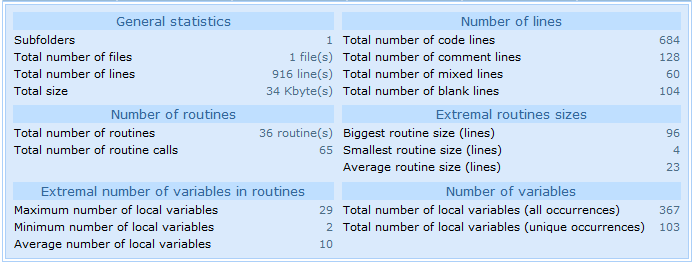 General statistics
Subfolders 1
Total number of files 1 file(s)
Total number of lines 916 line(s)
Total size 34 Kbyte(s)
Number of lines
Total number of code lines 684
Total number of comment lines 128
Total number of mixed lines 60
Total number of blank lines 104
Number of routines
Total number of routines 36 routine(s)
Total number of routine calls 65
Extremal routines sizes
Biggest routine size (lines) 96
Smallest routine size (lines) 4
Average routine size (lines) 23
Extremal number of variables in routines
Maximum number of local variables 29
Minimum number of local variables 2
Average number of local variables 10
Number of variables
Total number of local variables (all occurrences) 367
Total number of local variables (unique occurrences) 103